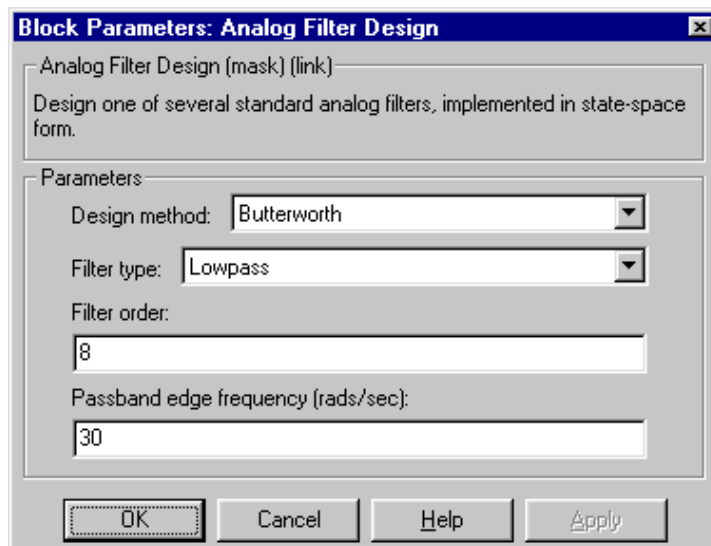 Block Parameters: Analog Filter Design
Analog Filter Design (mask) (link)
Design one of several standard analog filters, implemented in state-space
form.
Parameters
Design method: Butterworth
Filter type: Lowpass
Filter order:
8
Passband edge frequency (rads/sec):
30
OK Cancel Help Apply